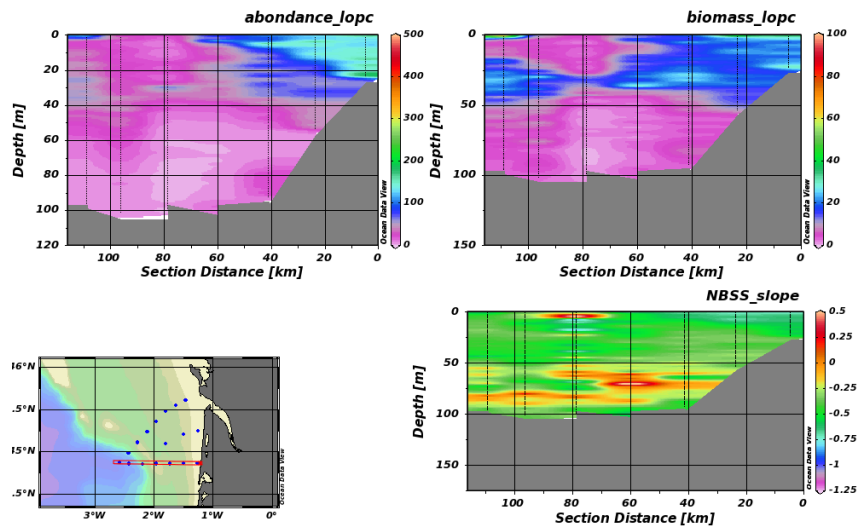 abondance_lopc
0
20
40
60
80
100
120
Depth [m]
100 80 60 40 20 0
Section Distance [km]
500
400
300
200
100
0
Ocean Data View
biomass_lopc
0
50
100
150
Depth [m]
100 80 60 40 20 0
Section Distance [km]
100
80
60
40
20
0
Ocean Data View
46°N
.5°N
45°N
.5°N
3°W 2°W 1°W 0°
Ocean Data View
NBSS_slope
0
50
100
150
Depth [m]
100 80 60 40 20 0
Section Distance [km]
0.5
0.25
0
-0.25
-0.5
-0.75
-1
-1.25
Ocean Data View